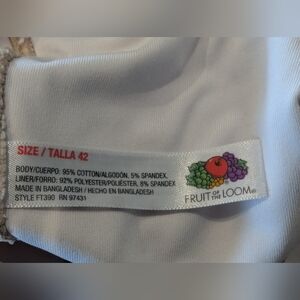 SIZE / TALLA 42
BODY/CUERPO: 95% COTTON/ALGODÓN, 5% SPANDEX.
LINER/FORRO: 92% POLYESTER/POLIÉSTER, 8% SPANDEX
MADE IN BANGLADESH / HECHO EN BANGLADESH
STYLE FT390 RN 97431
FRUIT OF THE LOOM®